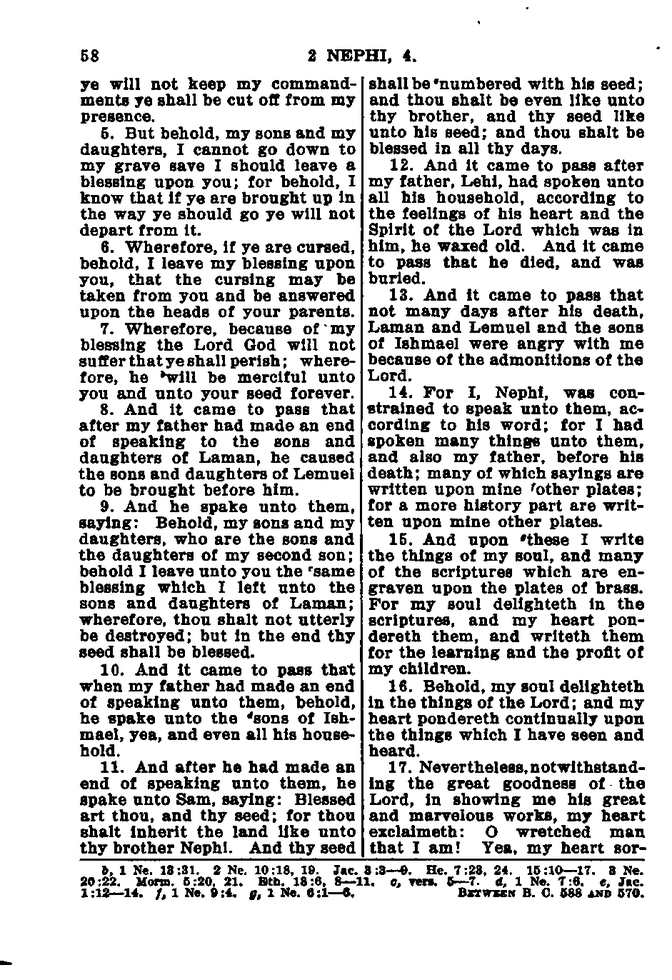 58
2 NEPHI, 4.
ye will not keep my command-
ments ye shall be cut off from my
presence.
5. But behold, my sons and my
daughters, I cannot go down to
my grave save I should leave a
blessing upon you; for behold, I
know that if ye are brought up in
the way ye should go ye will not
depart from it.
6. Wherefore, if ye are cursed,
behold, I leave my blessing upon
you, that the cursing may be
taken from you and be answered
upon the heads of your parents.
7. Wherefore, because of my
blessing the Lord God will not
suffer that ye shall perish; where-
fore, he ᵇwill be merciful unto
you and unto your seed forever.
8. And it came to pass that
after my father had made an end
of speaking to the sons and
daughters of Laman, he caused
the sons and daughters of Lemuel
to be brought before him.
9. And he spake unto them,
saying: Behold, my sons and my
daughters, who are the sons and
the daughters of my second son;
behold I leave unto you the ᶜsame
blessing which I left unto the
sons and daughters of Laman;
wherefore, thou shalt not utterly
be destroyed; but in the end thy
seed shall be blessed.
10. And it came to pass that
when my father had made an end
of speaking unto them, behold,
he spake unto the ᵈsons of Ish-
mael, yea, and even all his house-
hold.
11. And after he had made an
end of speaking unto them, he
spake unto Sam, saying: Blessed
art thou, and thy seed; for thou
shalt inherit the land like unto
thy brother Nephi. And thy seed
shall be ᵉnumbered with his seed;
and thou shalt be even like unto
thy brother, and thy seed like
unto his seed; and thou shalt be
blessed in all thy days.
12. And it came to pass after
my father, Lehi, had spoken unto
all his household, according to
the feelings of his heart and the
Spirit of the Lord which was in
him, he waxed old. And it came
to pass that he died, and was
buried.
13. And it came to pass that
not many days after his death,
Laman and Lemuel and the sons
of Ishmael were angry with me
because of the admonitions of the
Lord.
14. For I, Nephi, was con-
strained to speak unto them, ac-
cording to his word; for I had
spoken many things unto them,
and also my father, before his
death; many of which sayings are
written upon mine ᶠother plates;
for a more history part are writ-
ten upon mine other plates.
15. And upon ᵍthese I write
the things of my soul, and many
of the scriptures which are en-
graven upon the plates of brass.
For my soul delighteth in the
scriptures, and my heart pon-
dereth them, and writeth them
for the learning and the profit of
my children.
16. Behold, my soul delighteth
in the things of the Lord; and my
heart pondereth continually upon
the things which I have seen and
heard.
17. Nevertheless, notwithstand-
ing the great goodness of the
Lord, in showing me his great
and marvelous works, my heart
exclaimeth: O wretched man
that I am! Yea, my heart sor-
b, 1 Ne. 13:31. 2 Ne. 10:18, 19. Jac. 3:3—9. He. 7:23, 24. 15:10—17. 3 Ne.
20:22. Morm. 5:20, 21. Eth. 13:6, 8—11. c, vers. 5—7. d, 1 Ne. 7:6. e, Jac.
1:12—14. f, 1 Ne. 9:4. g, 1 Ne. 6:1—6. BETWEEN B. C. 588 AND 570.